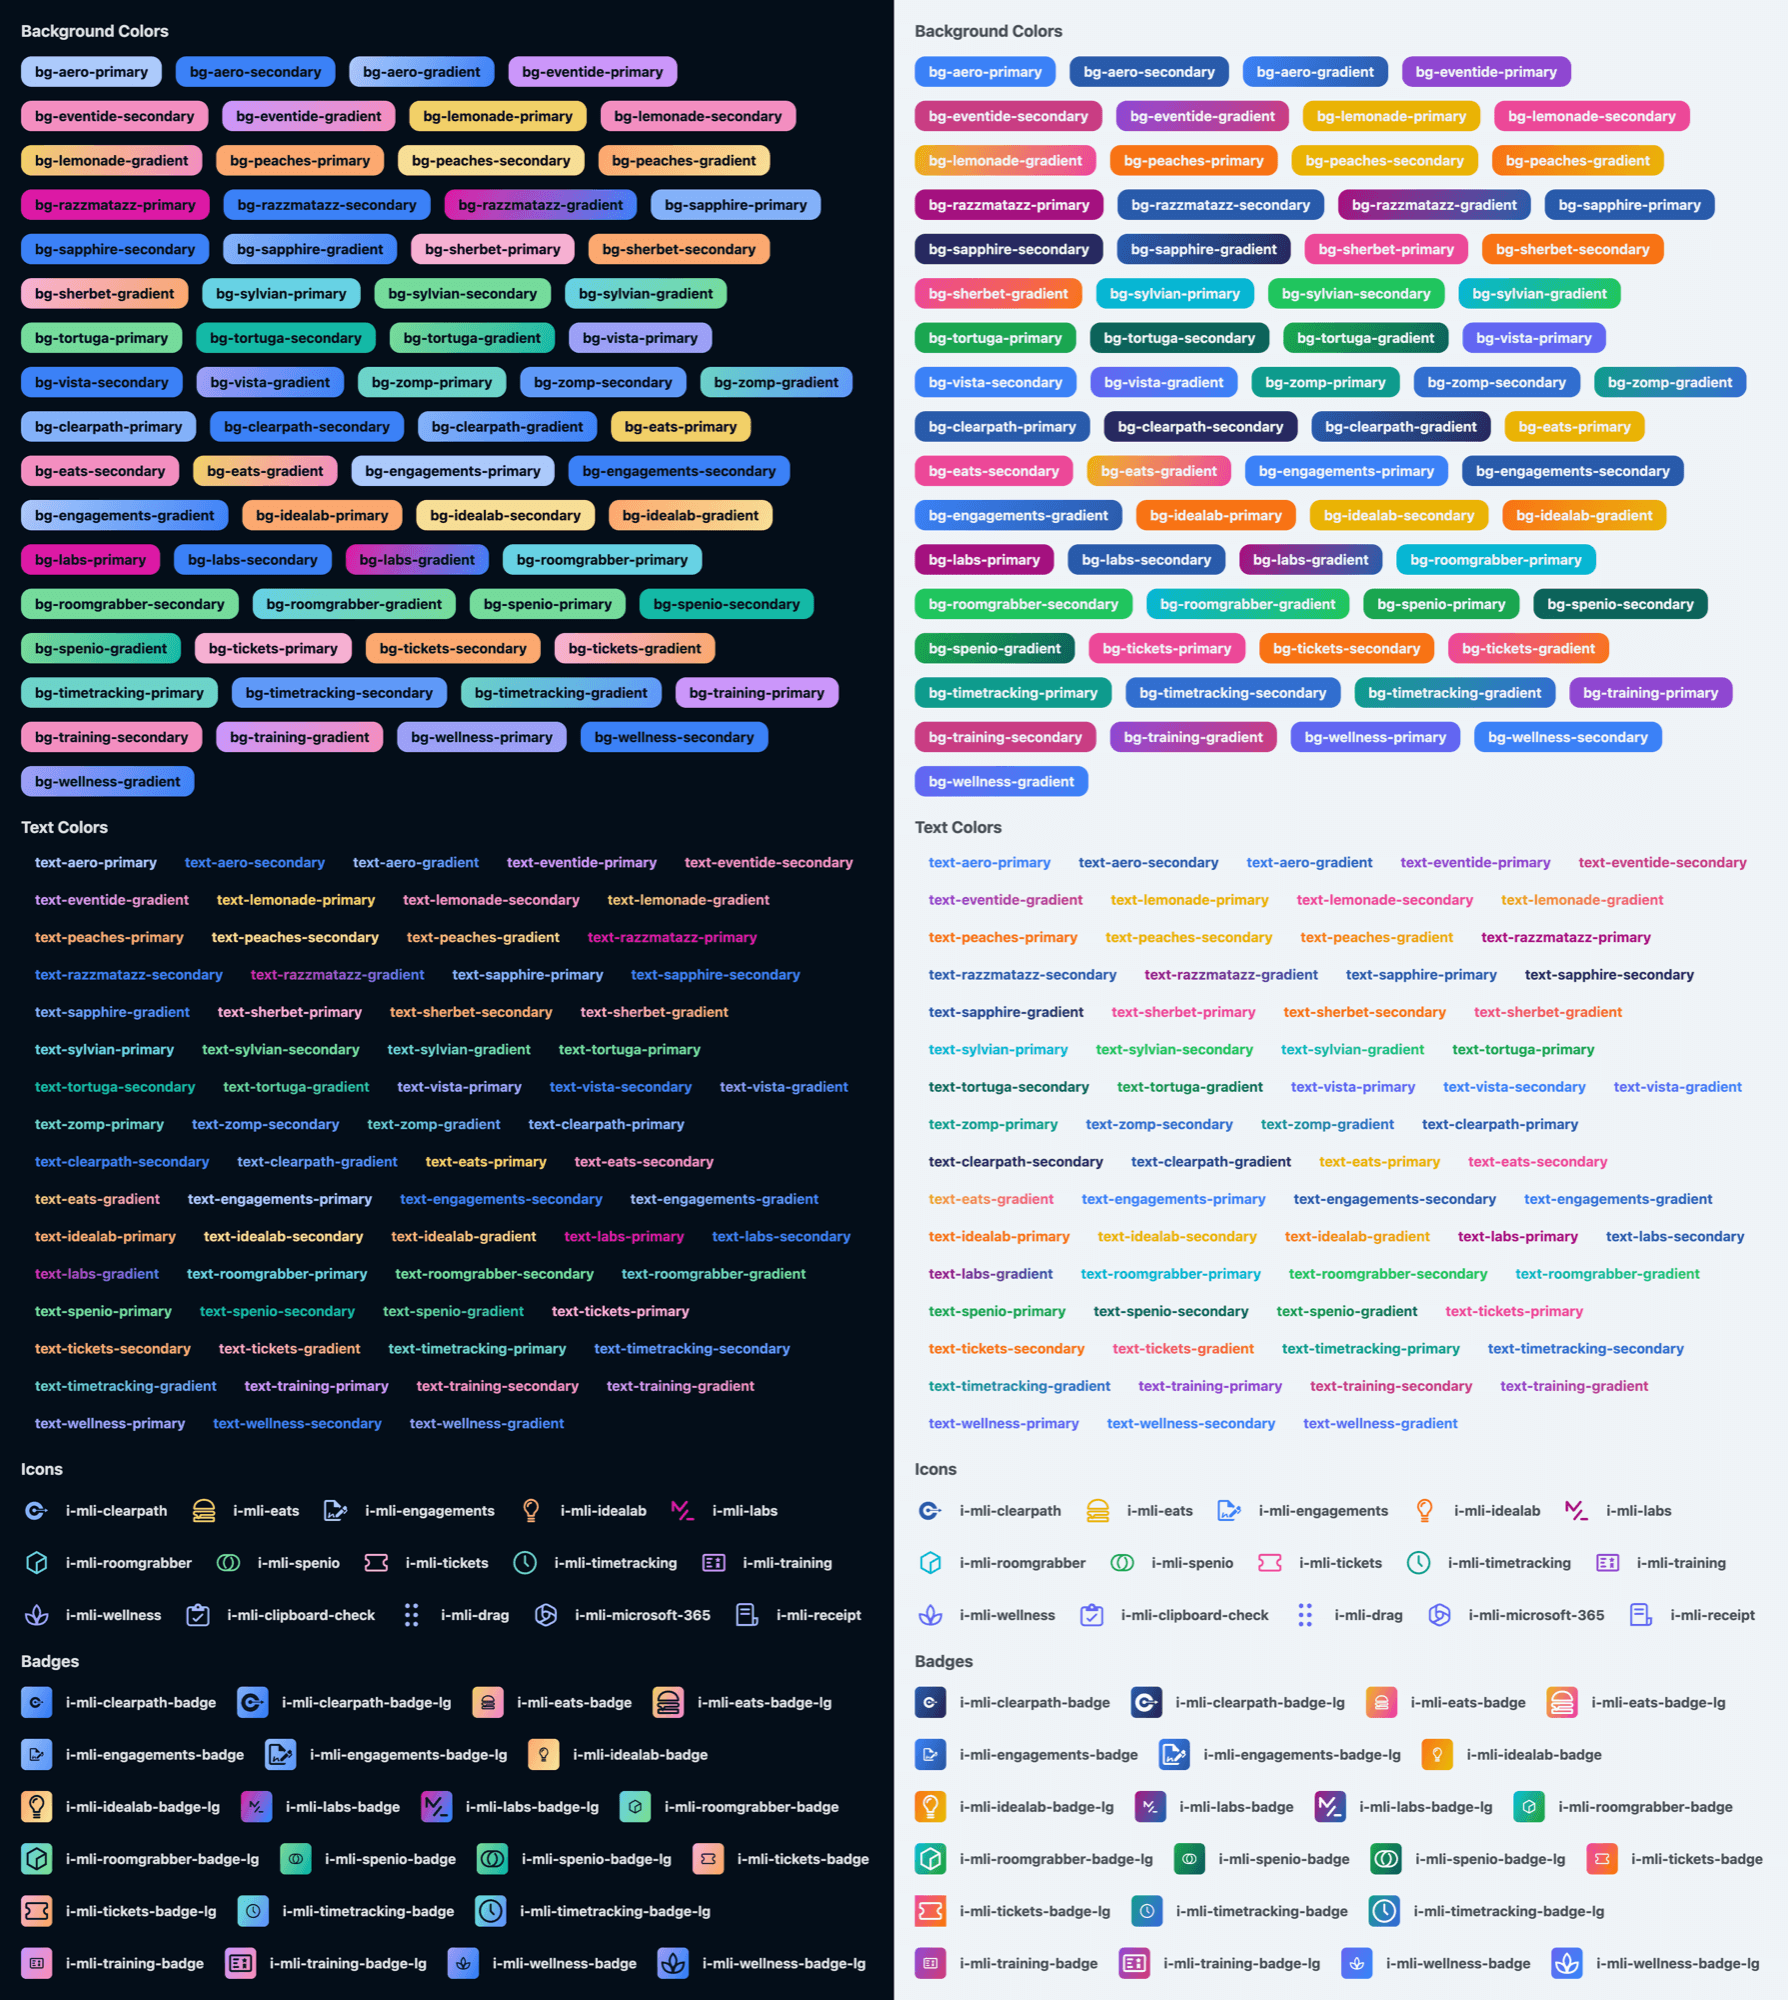 Background Colors
bg-aero-primary bg-aero-secondary bg-aero-gradient bg-eventide-primary
bg-eventide-secondary bg-eventide-gradient bg-lemonade-primary bg-lemonade-secondary
bg-lemonade-gradient bg-peaches-primary bg-peaches-secondary bg-peaches-gradient
bg-razzmatazz-primary bg-razzmatazz-secondary bg-razzmatazz-gradient bg-sapphire-primary
bg-sapphire-secondary bg-sapphire-gradient bg-sherbet-primary bg-sherbet-secondary
bg-sherbet-gradient bg-sylvian-primary bg-sylvian-secondary bg-sylvian-gradient
bg-tortuga-primary bg-tortuga-secondary bg-tortuga-gradient bg-vista-primary
bg-vista-secondary bg-vista-gradient bg-zomp-primary bg-zomp-secondary bg-zomp-gradient
bg-clearpath-primary bg-clearpath-secondary bg-clearpath-gradient bg-eats-primary
bg-eats-secondary bg-eats-gradient bg-engagements-primary bg-engagements-secondary
bg-engagements-gradient bg-idealab-primary bg-idealab-secondary bg-idealab-gradient
bg-labs-primary bg-labs-secondary bg-labs-gradient bg-roomgrabber-primary
bg-roomgrabber-secondary bg-roomgrabber-gradient bg-spenio-primary bg-spenio-secondary
bg-spenio-gradient bg-tickets-primary bg-tickets-secondary bg-tickets-gradient
bg-timetracking-primary bg-timetracking-secondary bg-timetracking-gradient bg-training-primary
bg-training-secondary bg-training-gradient bg-wellness-primary bg-wellness-secondary
bg-wellness-gradient
Text Colors
text-aero-primary text-aero-secondary text-aero-gradient text-eventide-primary text-eventide-secondary
text-eventide-gradient text-lemonade-primary text-lemonade-secondary text-lemonade-gradient
text-peaches-primary text-peaches-secondary text-peaches-gradient text-razzmatazz-primary
text-razzmatazz-secondary text-razzmatazz-gradient text-sapphire-primary text-sapphire-secondary
text-sapphire-gradient text-sherbet-primary text-sherbet-secondary text-sherbet-gradient
text-sylvian-primary text-sylvian-secondary text-sylvian-gradient text-tortuga-primary
text-tortuga-secondary text-tortuga-gradient text-vista-primary text-vista-secondary text-vista-gradient
text-zomp-primary text-zomp-secondary text-zomp-gradient text-clearpath-primary
text-clearpath-secondary text-clearpath-gradient text-eats-primary text-eats-secondary
text-eats-gradient text-engagements-primary text-engagements-secondary text-engagements-gradient
text-idealab-primary text-idealab-secondary text-idealab-gradient text-labs-primary text-labs-secondary
text-labs-gradient text-roomgrabber-primary text-roomgrabber-secondary text-roomgrabber-gradient
text-spenio-primary text-spenio-secondary text-spenio-gradient text-tickets-primary
text-tickets-secondary text-tickets-gradient text-timetracking-primary text-timetracking-secondary
text-timetracking-gradient text-training-primary text-training-secondary text-training-gradient
text-wellness-primary text-wellness-secondary text-wellness-gradient
Icons
i-mli-clearpath i-mli-eats i-mli-engagements i-mli-idealab i-mli-labs
i-mli-roomgrabber i-mli-spenio i-mli-tickets i-mli-timetracking i-mli-training
i-mli-wellness i-mli-clipboard-check i-mli-drag i-mli-microsoft-365 i-mli-receipt
Badges
i-mli-clearpath-badge i-mli-clearpath-badge-lg i-mli-eats-badge i-mli-eats-badge-lg
i-mli-engagements-badge i-mli-engagements-badge-lg i-mli-idealab-badge
i-mli-idealab-badge-lg i-mli-labs-badge i-mli-labs-badge-lg i-mli-roomgrabber-badge
i-mli-roomgrabber-badge-lg i-mli-spenio-badge i-mli-spenio-badge-lg i-mli-tickets-badge
i-mli-tickets-badge-lg i-mli-timetracking-badge i-mli-timetracking-badge-lg
i-mli-training-badge i-mli-training-badge-lg i-mli-wellness-badge i-mli-wellness-badge-lg
Background Colors
bg-aero-primary bg-aero-secondary bg-aero-gradient bg-eventide-primary
bg-eventide-secondary bg-eventide-gradient bg-lemonade-primary bg-lemonade-secondary
bg-lemonade-gradient bg-peaches-primary bg-peaches-secondary bg-peaches-gradient
bg-razzmatazz-primary bg-razzmatazz-secondary bg-razzmatazz-gradient bg-sapphire-primary
bg-sapphire-secondary bg-sapphire-gradient bg-sherbet-primary bg-sherbet-secondary
bg-sherbet-gradient bg-sylvian-primary bg-sylvian-secondary bg-sylvian-gradient
bg-tortuga-primary bg-tortuga-secondary bg-tortuga-gradient bg-vista-primary
bg-vista-secondary bg-vista-gradient bg-zomp-primary bg-zomp-secondary bg-zomp-gradient
bg-clearpath-primary bg-clearpath-secondary bg-clearpath-gradient bg-eats-primary
bg-eats-secondary bg-eats-gradient bg-engagements-primary bg-engagements-secondary
bg-engagements-gradient bg-idealab-primary bg-idealab-secondary bg-idealab-gradient
bg-labs-primary bg-labs-secondary bg-labs-gradient bg-roomgrabber-primary
bg-roomgrabber-secondary bg-roomgrabber-gradient bg-spenio-primary bg-spenio-secondary
bg-spenio-gradient bg-tickets-primary bg-tickets-secondary bg-tickets-gradient
bg-timetracking-primary bg-timetracking-secondary bg-timetracking-gradient bg-training-primary
bg-training-secondary bg-training-gradient bg-wellness-primary bg-wellness-secondary
bg-wellness-gradient
Text Colors
text-aero-primary text-aero-secondary text-aero-gradient text-eventide-primary text-eventide-secondary
text-eventide-gradient text-lemonade-primary text-lemonade-secondary text-lemonade-gradient
text-peaches-primary text-peaches-secondary text-peaches-gradient text-razzmatazz-primary
text-razzmatazz-secondary text-razzmatazz-gradient text-sapphire-primary text-sapphire-secondary
text-sapphire-gradient text-sherbet-primary text-sherbet-secondary text-sherbet-gradient
text-sylvian-primary text-sylvian-secondary text-sylvian-gradient text-tortuga-primary
text-tortuga-secondary text-tortuga-gradient text-vista-primary text-vista-secondary text-vista-gradient
text-zomp-primary text-zomp-secondary text-zomp-gradient text-clearpath-primary
text-clearpath-secondary text-clearpath-gradient text-eats-primary text-eats-secondary
text-eats-gradient text-engagements-primary text-engagements-secondary text-engagements-gradient
text-idealab-primary text-idealab-secondary text-idealab-gradient text-labs-primary text-labs-secondary
text-labs-gradient text-roomgrabber-primary text-roomgrabber-secondary text-roomgrabber-gradient
text-spenio-primary text-spenio-secondary text-spenio-gradient text-tickets-primary
text-tickets-secondary text-tickets-gradient text-timetracking-primary text-timetracking-secondary
text-timetracking-gradient text-training-primary text-training-secondary text-training-gradient
text-wellness-primary text-wellness-secondary text-wellness-gradient
Icons
i-mli-clearpath i-mli-eats i-mli-engagements i-mli-idealab i-mli-labs
i-mli-roomgrabber i-mli-spenio i-mli-tickets i-mli-timetracking i-mli-training
i-mli-wellness i-mli-clipboard-check i-mli-drag i-mli-microsoft-365 i-mli-receipt
Badges
i-mli-clearpath-badge i-mli-clearpath-badge-lg i-mli-eats-badge i-mli-eats-badge-lg
i-mli-engagements-badge i-mli-engagements-badge-lg i-mli-idealab-badge
i-mli-idealab-badge-lg i-mli-labs-badge i-mli-labs-badge-lg i-mli-roomgrabber-badge
i-mli-roomgrabber-badge-lg i-mli-spenio-badge i-mli-spenio-badge-lg i-mli-tickets-badge
i-mli-tickets-badge-lg i-mli-timetracking-badge i-mli-timetracking-badge-lg
i-mli-training-badge i-mli-training-badge-lg i-mli-wellness-badge i-mli-wellness-badge-lg